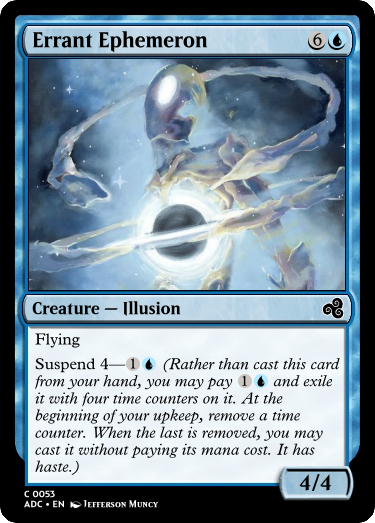 Errant Ephemeron 6
Creature — Illusion
Flying
Suspend 4—1 (Rather than cast this card
from your hand, you may pay 1 and exile
it with four time counters on it. At the
beginning of your upkeep, remove a time
counter. When the last is removed, you may
cast it without paying its mana cost. It has
haste.)
4/4
C 0053
ADC • EN Jefferson Muncy